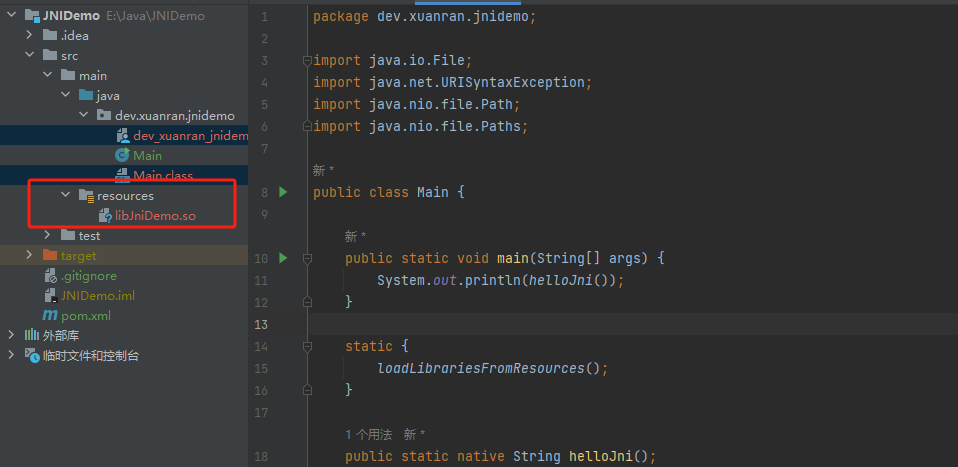 JNIDemo E:\Java\JNIDemo
.idea
src
main
java
dev.xuanran.jnidemo
dev_xuanran_jnidem
Main
Main.class
resources
libJniDemo.so
test
target
.gitignore
JNIDemo.iml
pom.xml
外部库
临时文件和控制台
1 package dev.xuanran.jnidemo;
2
3 import java.io.File;
4 import java.net.URISyntaxException;
5 import java.nio.file.Path;
6 import java.nio.file.Paths;
7
新 *
8 public class Main {
9
新 *
10 public static void main(String[] args) {
11 System.out.println(helloJni());
12 }
13
14 static {
15 loadLibrariesFromResources();
16 }
17
1 个用法 新 *
18 public static native String helloJni();